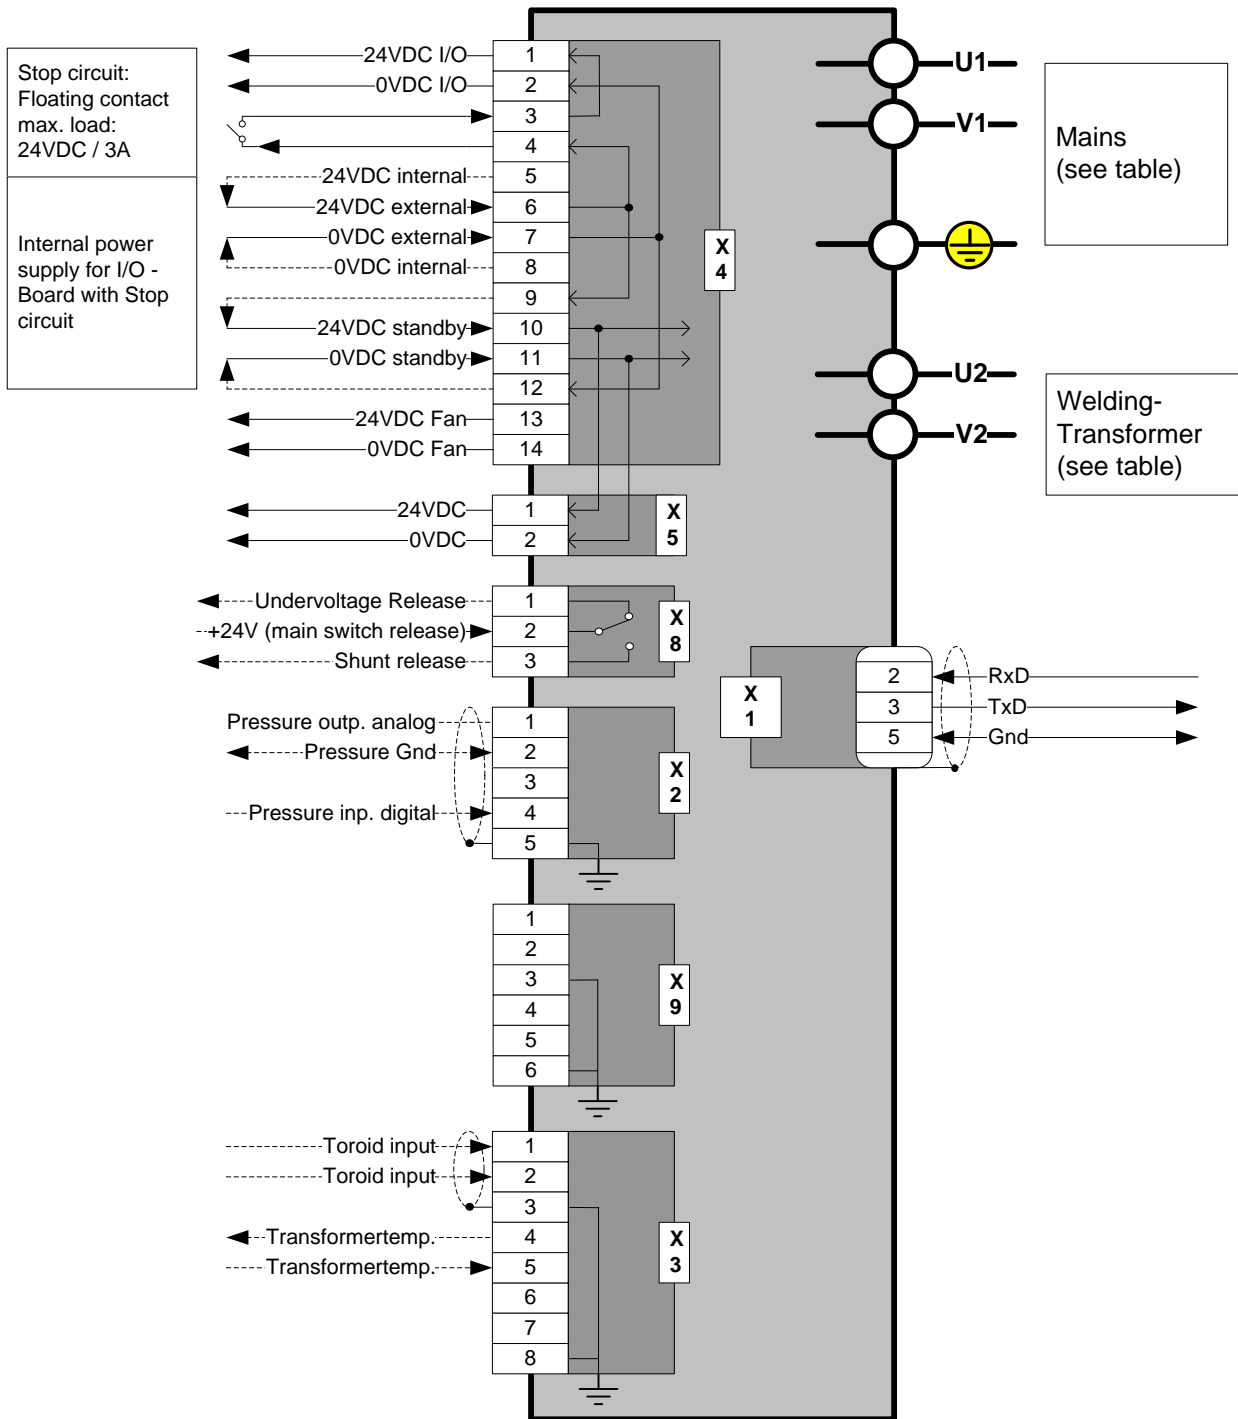 Stop circuit:
Floating contact
max. load:
24VDC / 3A
Internal power
supply for I/O -
Board with Stop
circuit
24VDC I/O 1
0VDC I/O 2
3
4
24VDC internal 5
24VDC external 6
0VDC external 7
0VDC internal 8
9
24VDC standby 10
0VDC standby 11
12
24VDC Fan 13
0VDC Fan 14
X
4
24VDC 1
0VDC 2
X
5
Undervoltage Release 1
+24V (main switch release) 2
Shunt release 3
X
8
Pressure outp. analog 1
Pressure Gnd 2
3
Pressure inp. digital 4
5
X
2
1
2
3
4
5
6
X
9
Toroid input 1
Toroid input 2
3
Transformertemp. 4
Transformertemp. 5
6
7
8
X
3
U1
V1
Mains
(see table)
U2
V2
Welding-
Transformer
(see table)
X
1
2 RxD
3 TxD
5 Gnd